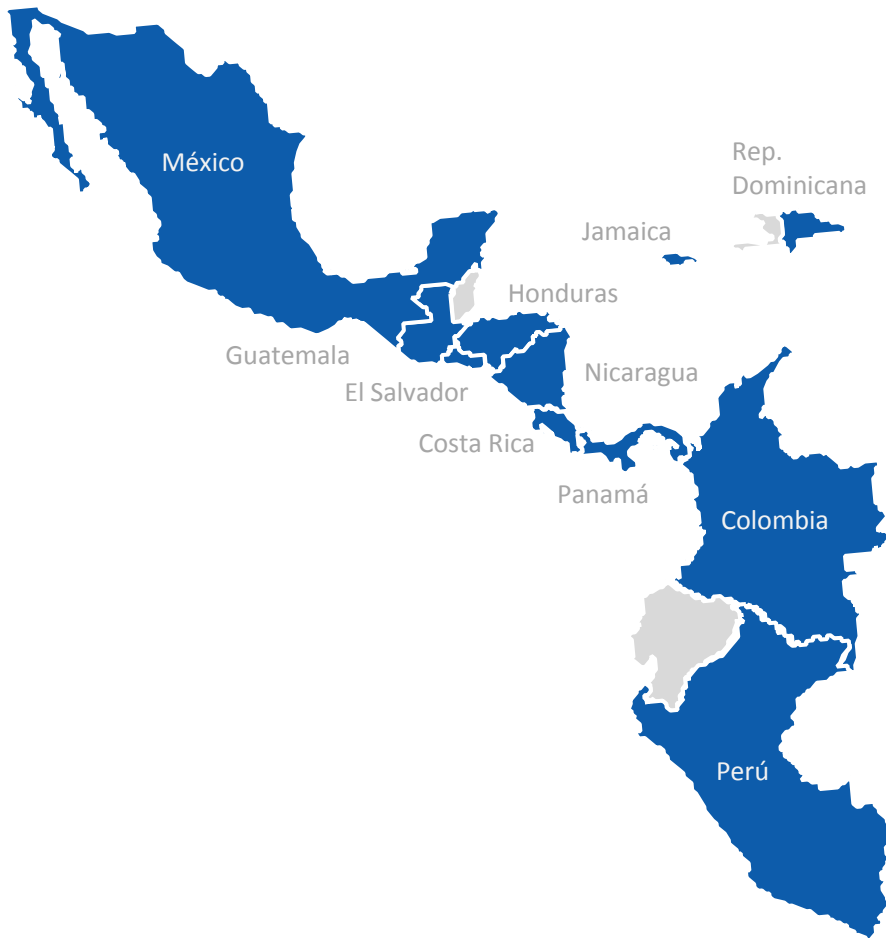 México
Rep.
Dominicana
Jamaica
Honduras
Guatemala
El Salvador
Nicaragua
Costa Rica
Panamá
Colombia
Perú